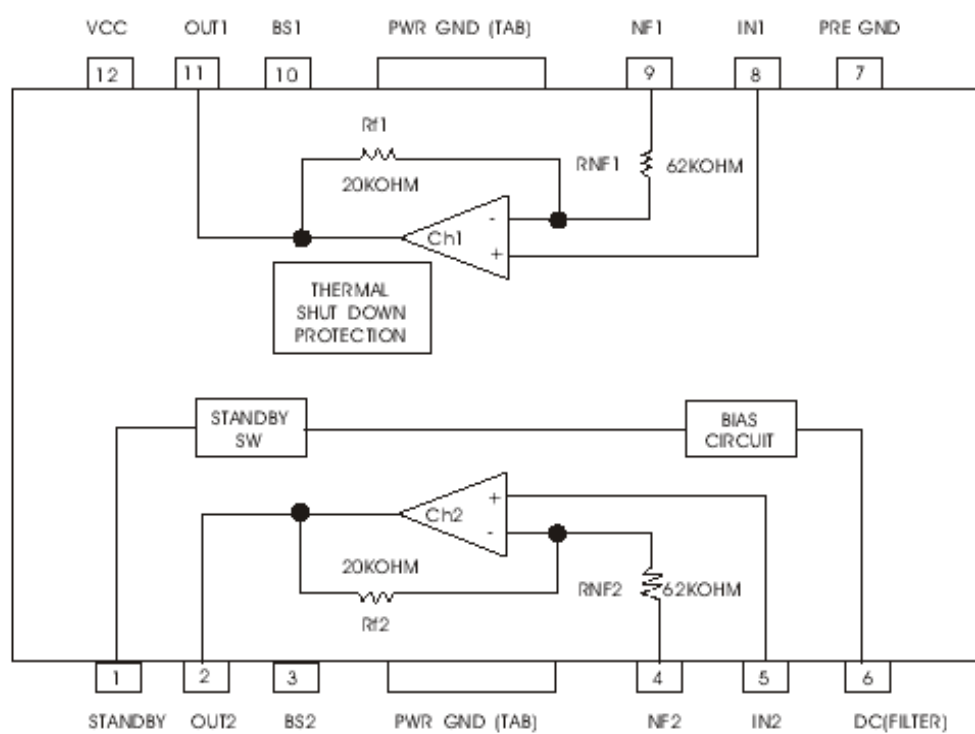 VCC OUT1 BS1 PWR GND (TAB) NF1 IN1 PRE GND
12 11 10 9 8 7
Rf1
20KOHM
RNF1 62KOHM
-
Ch1
+
THERMAL
SHUT DOWN
PROTECTION
STANDBY
SW
BIAS
CIRCUIT
+
Ch2
-
20KOHM
Rf2
RNF2 62KOHM
1 2 3 4 5 6
STANDBY OUT2 BS2 PWR GND (TAB) NF2 IN2 DC(FILTER)